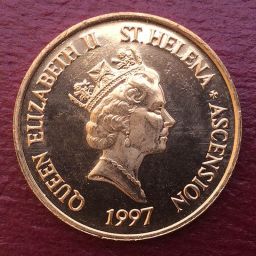 QUEEN ELIZABETH II ST. HELENA * ASCENSION
1997